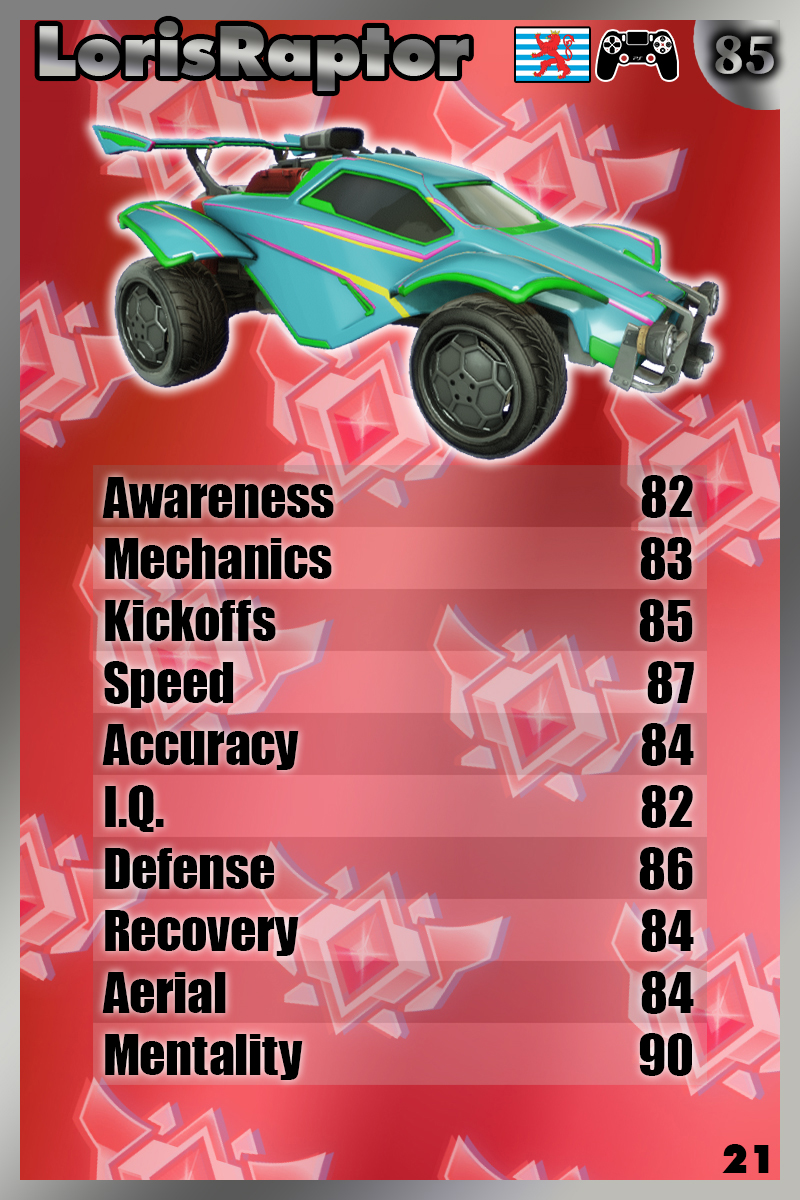 LorisRaptor 85
Awareness 82
Mechanics 83
Kickoffs 85
Speed 87
Accuracy 84
I.Q. 82
Defense 86
Recovery 84
Aerial 84
Mentality 90
21